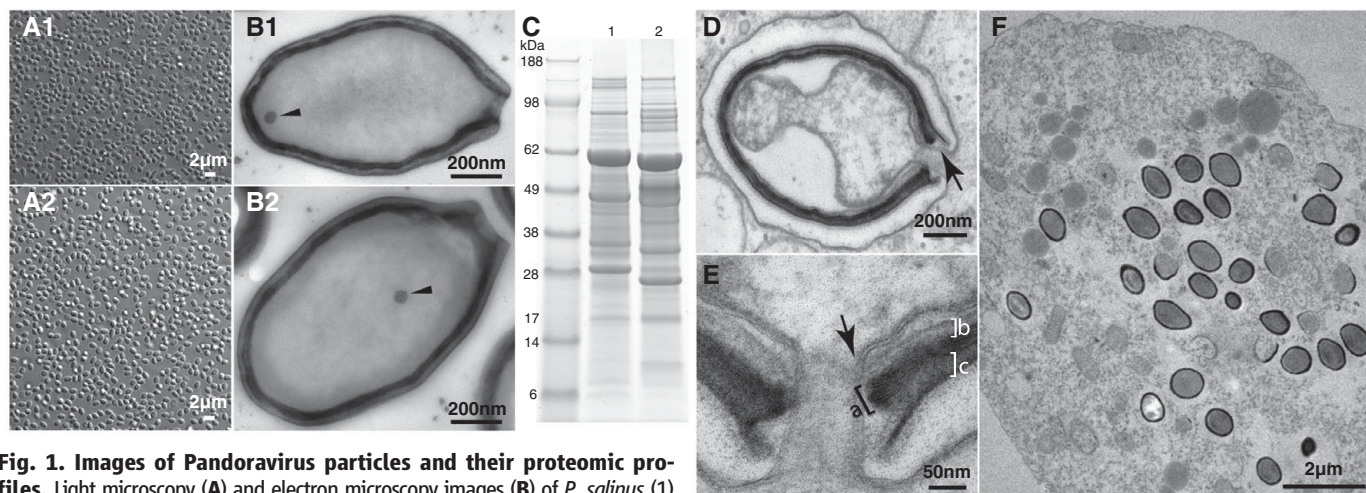 A1
2µm
A2
2µm
B1
200nm
B2
200nm
C
1 2
kDa
188
98
62
49
38
28
17
14
6
D
200nm
E
b
c
a
50nm
F
2µm
Fig. 1. Images of Pandoravirus particles and their proteomic pro-
files. Light microscopy (A) and electron microscopy images (B) of P. salinus (1)